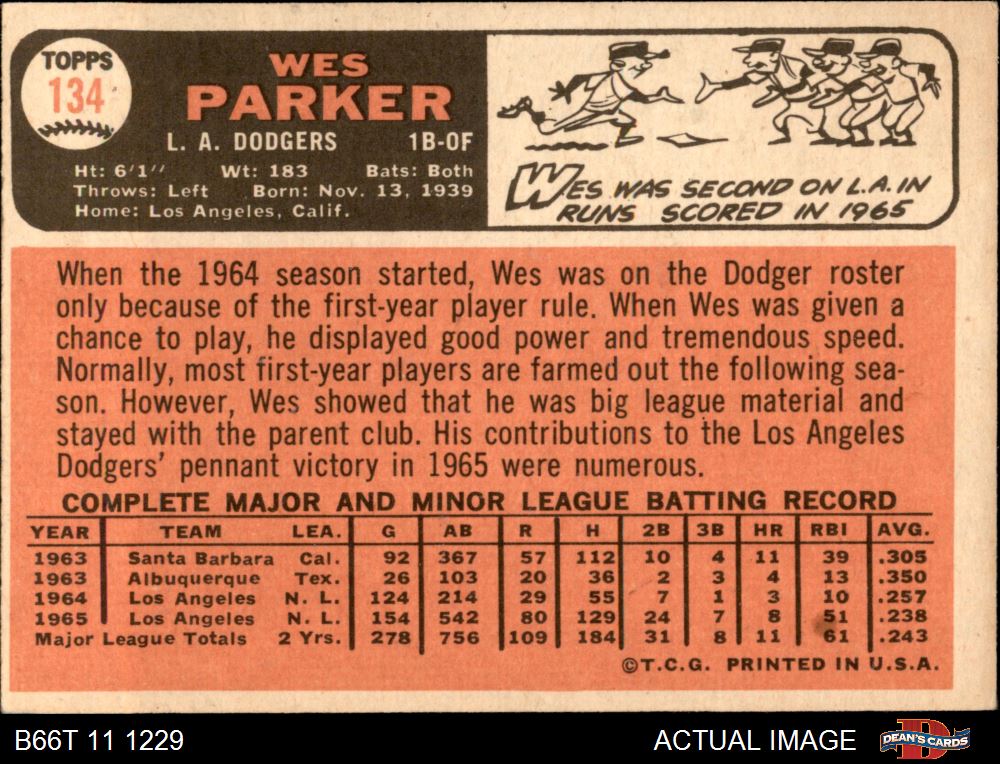 TOPPS
134
WES
PARKER
L. A. DODGERS 1B-OF
Ht: 6'1" Wt: 183 Bats: Both
Throws: Left Born: Nov. 13, 1939
Home: Los Angeles, Calif.
WES WAS SECOND ON L.A. IN
RUNS SCORED IN 1965
When the 1964 season started, Wes was on the Dodger roster
only because of the first-year player rule. When Wes was given a
chance to play, he displayed good power and tremendous speed.
Normally, most first-year players are farmed out the following sea-
son. However, Wes showed that he was big league material and
stayed with the parent club. His contributions to the Los Angeles
Dodgers' pennant victory in 1965 were numerous.
COMPLETE MAJOR AND MINOR LEAGUE BATTING RECORD
YEAR TEAM LEA. G AB R H 2B 3B HR RBI AVG.
1963 Santa Barbara Cal. 92 367 57 112 10 4 11 39 .305
1963 Albuquerque Tex. 26 103 20 36 2 3 4 13 .350
1964 Los Angeles N. L. 124 214 29 55 7 1 3 10 .257
1965 Los Angeles N. L. 154 542 80 129 24 7 8 51 .238
Major League Totals 2 Yrs. 278 756 109 184 31 8 11 61 .243
©T.C.G. PRINTED IN U.S.A.
B66T 11 1229 ACTUAL IMAGE DEAN'S CARDS